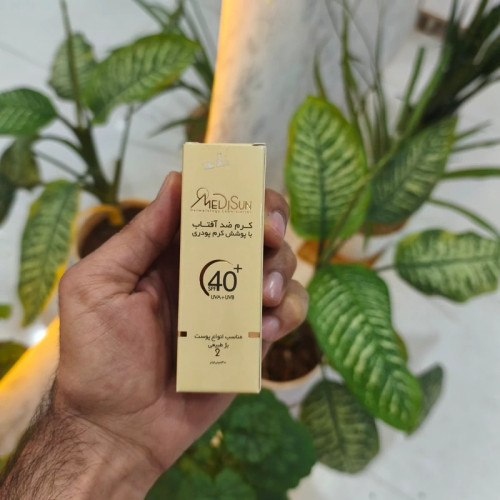 MEDISUN
کرم ضد آفتاب
با پوشش کرم پودری
SPF 40+
UVA+UVB
مناسب انواع پوست
بژ طبیعی
2